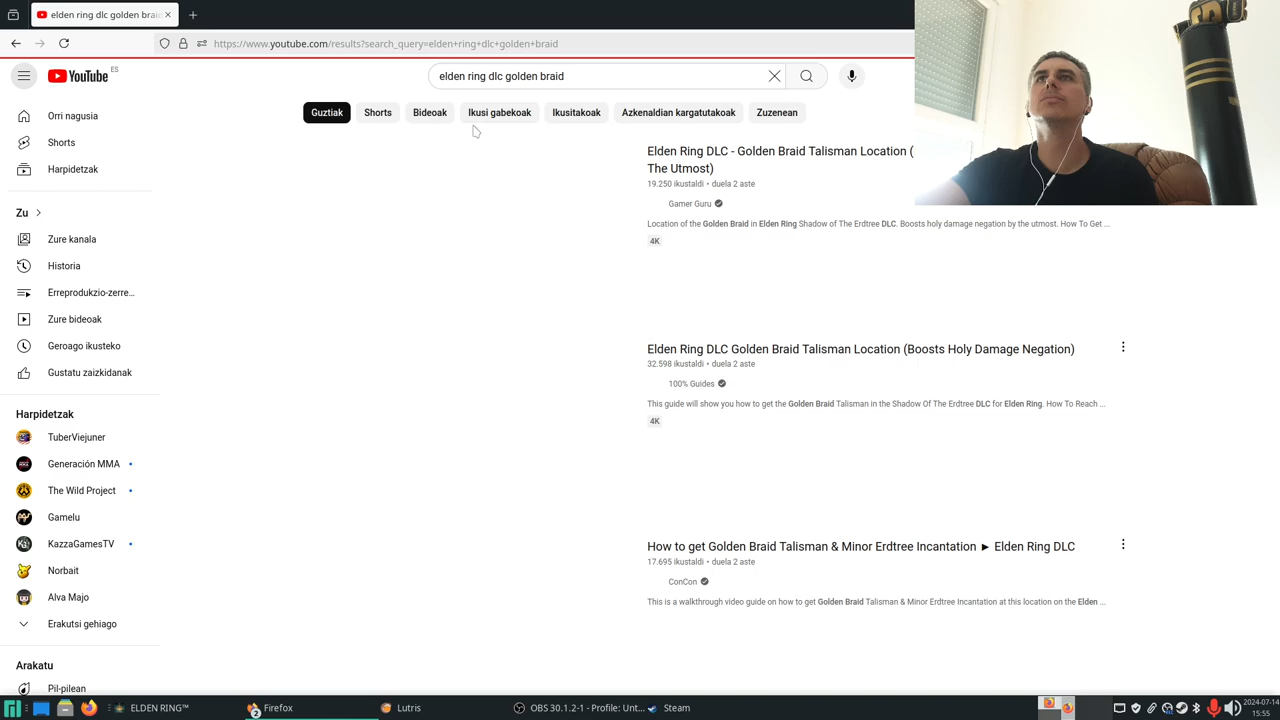 elden ring dlc golden braid
https://www.youtube.com/results?search_query=elden+ring+dlc+golden+braid
YouTube ES
elden ring dlc golden braid
Guztiak
Shorts
Bideoak
Ikusi gabekoak
Ikusitakoak
Azkenaldian kargatutakoak
Zuzenean
Orri nagusia
Shorts
Harpidetzak
Zu
Zure kanala
Historia
Erreprodukzio-zerre...
Zure bideoak
Geroago ikusteko
Gustatu zaizkidanak
Harpidetzak
TuberViejuner
Generación MMA
The Wild Project
Gamelu
KazzaGamesTV
Norbait
Alva Majo
Erakutsi gehiago
Arakatu
Pil-pilean
Elden Ring DLC - Golden Braid Talisman Location (
The Utmost)
19.250 ikustaldi • duela 2 aste
Gamer Guru
Location of the Golden Braid in Elden Ring Shadow of The Erdtree DLC. Boosts holy damage negation by the utmost. How To Get ...
4K
Elden Ring DLC Golden Braid Talisman Location (Boosts Holy Damage Negation)
32.598 ikustaldi • duela 2 aste
100% Guides
This guide will show you how to get the Golden Braid Talisman in the Shadow Of The Erdtree DLC for Elden Ring. How To Reach ...
4K
How to get Golden Braid Talisman & Minor Erdtree Incantation ► Elden Ring DLC
17.695 ikustaldi • duela 2 aste
ConCon
This is a walkthrough video guide on how to get Golden Braid Talisman & Minor Erdtree Incantation at this location on the Elden ...
ELDEN RING™
2
Firefox
Lutris
OBS 30.1.2-1 - Profile: Unt...
Steam
2024-07-14
15:55